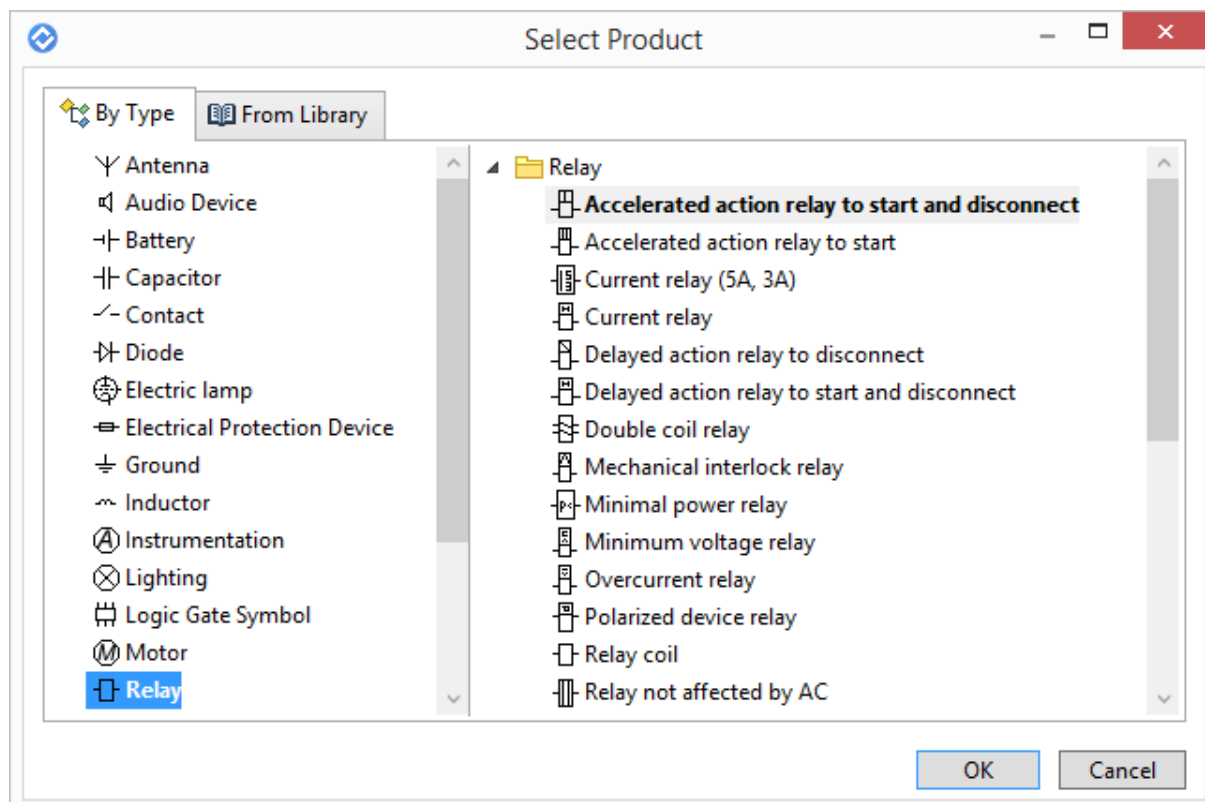 Select Product
By Type
From Library
Antenna
Audio Device
Battery
Capacitor
Contact
Diode
Electric lamp
Electrical Protection Device
Ground
Inductor
Instrumentation
Lighting
Logic Gate Symbol
Motor
Relay
Relay
Accelerated action relay to start and disconnect
Accelerated action relay to start
Current relay (5A, 3A)
Current relay
Delayed action relay to disconnect
Delayed action relay to start and disconnect
Double coil relay
Mechanical interlock relay
Minimal power relay
Minimum voltage relay
Overcurrent relay
Polarized device relay
Relay coil
Relay not affected by AC
OK
Cancel